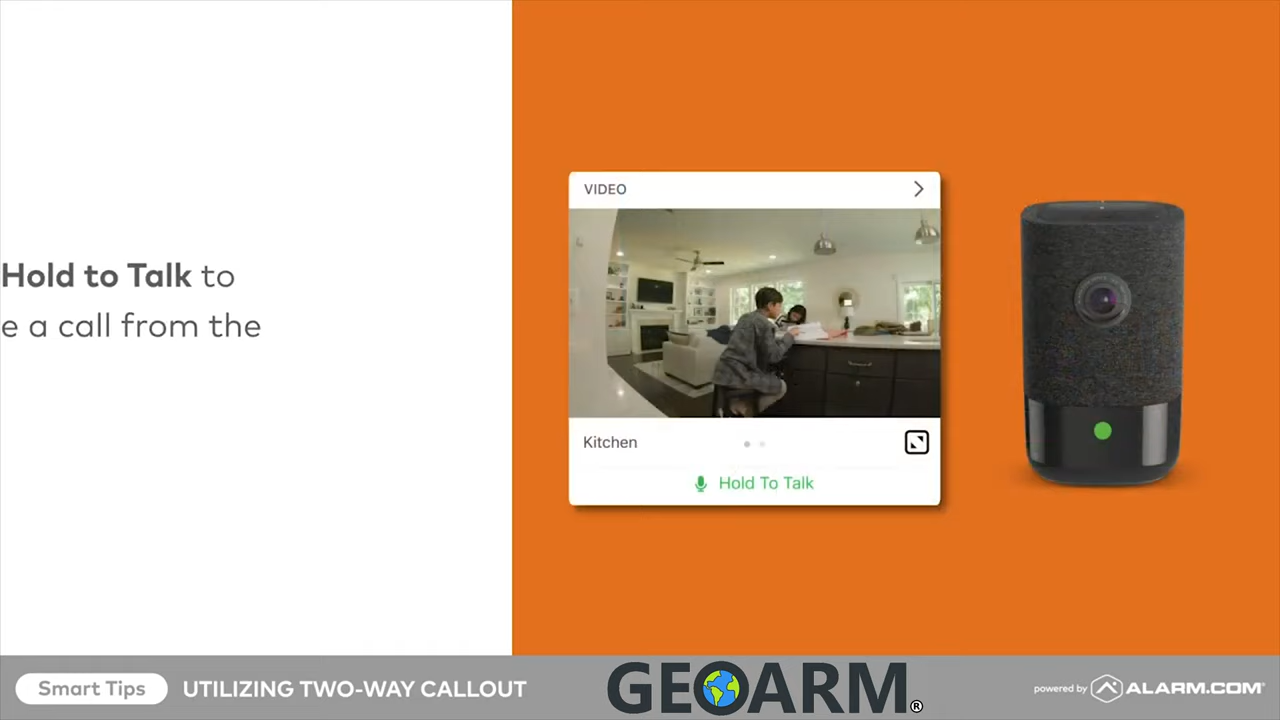 Hold to Talk to
e a call from the
VIDEO
Kitchen
Hold To Talk
Smart Tips
UTILIZING TWO-WAY CALLOUT
GEOARM®
powered by ALARM.COM®